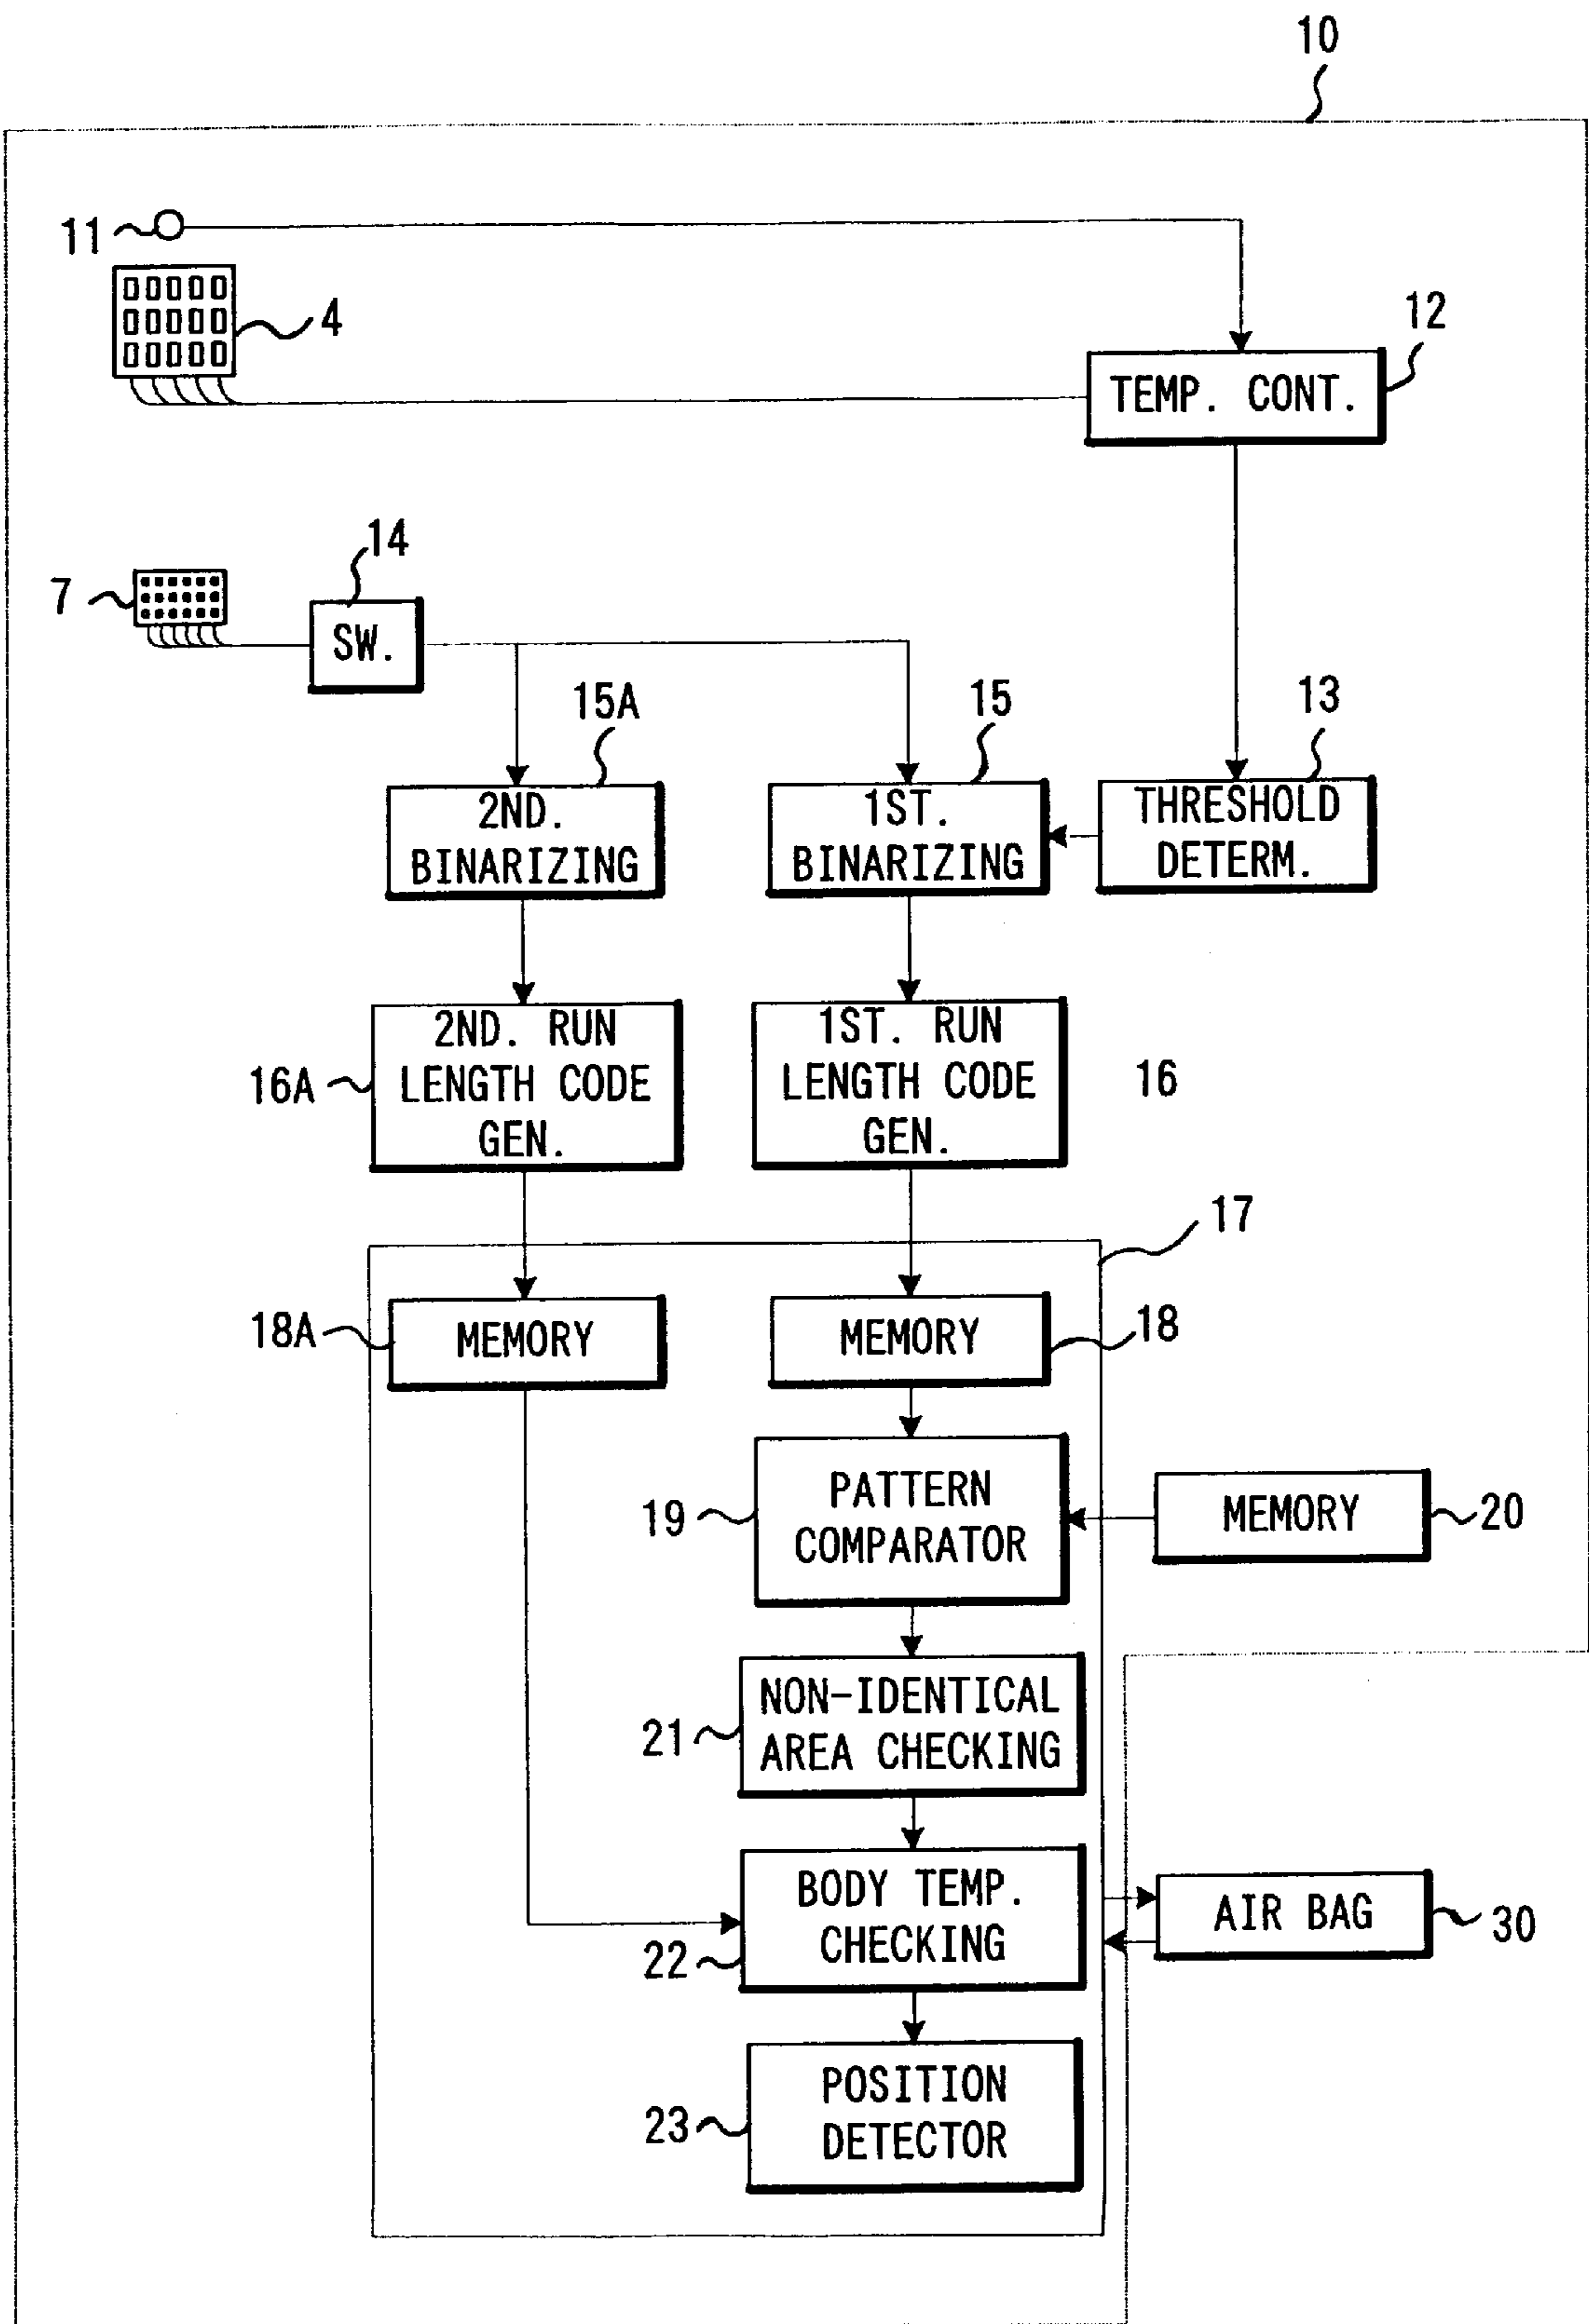 10
11
4
12
TEMP. CONT.
14
7
SW.
15A
15
13
2ND.
BINARIZING
1ST.
BINARIZING
THRESHOLD
DETERM.
16A
2ND. RUN
LENGTH CODE
GEN.
1ST. RUN
LENGTH CODE
GEN.
16
17
18A
MEMORY
MEMORY
18
19
PATTERN
COMPARATOR
MEMORY
20
21
NON-IDENTICAL
AREA CHECKING
22
BODY TEMP.
CHECKING
AIR BAG
30
23
POSITION
DETECTOR